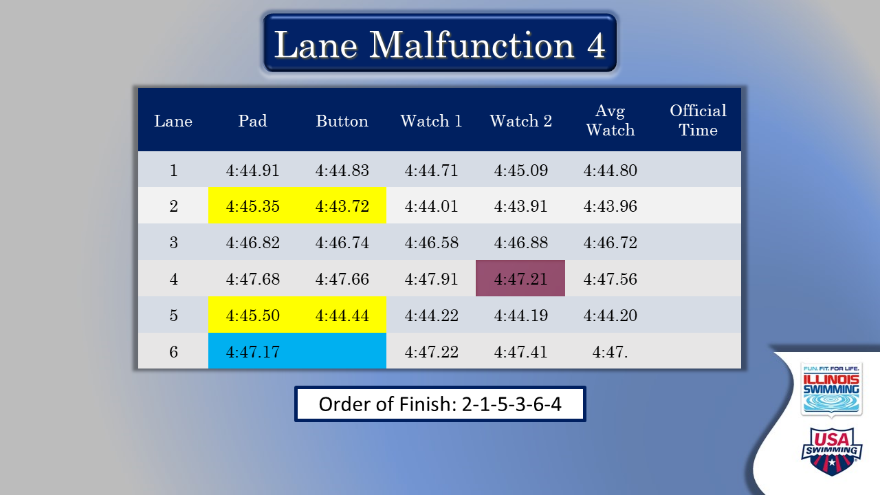 Lane Malfunction 4
Lane Pad Button Watch 1 Watch 2 Avg Watch Official Time
1 4:44.91 4:44.83 4:44.71 4:45.09 4:44.80
2 4:45.35 4:43.72 4:44.01 4:43.91 4:43.96
3 4:46.82 4:46.74 4:46.58 4:46.88 4:46.72
4 4:47.68 4:47.66 4:47.91 4:47.21 4:47.56
5 4:45.50 4:44.44 4:44.22 4:44.19 4:44.20
6 4:47.17 4:47.22 4:47.41 4:47.
Order of Finish: 2-1-5-3-6-4
FUN. FIT. FOR LIFE.
ILLINOIS
SWIMMING
USA
SWIMMING